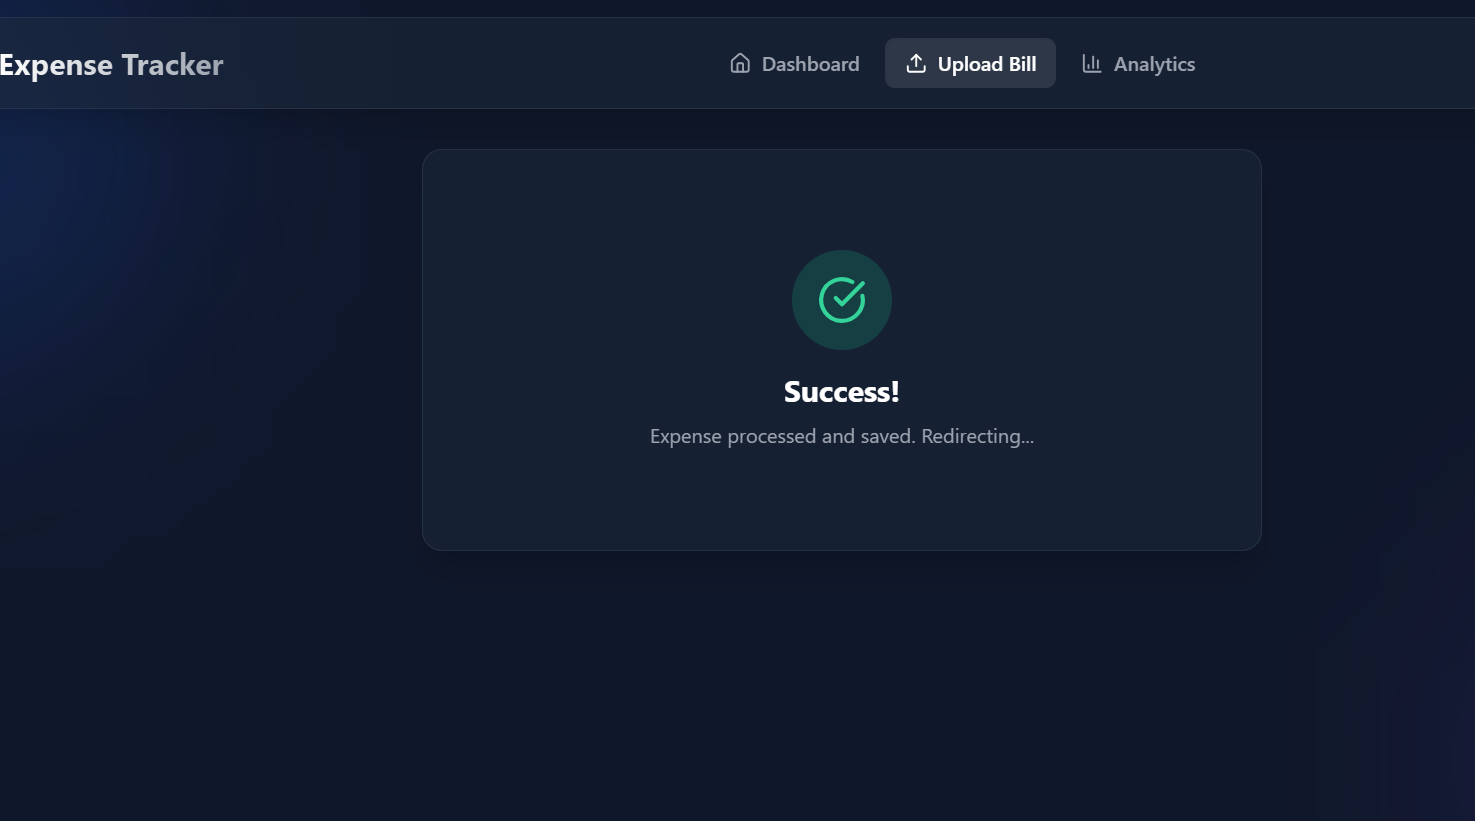 Expense Tracker
Dashboard
Upload Bill
Analytics
Success!
Expense processed and saved. Redirecting...